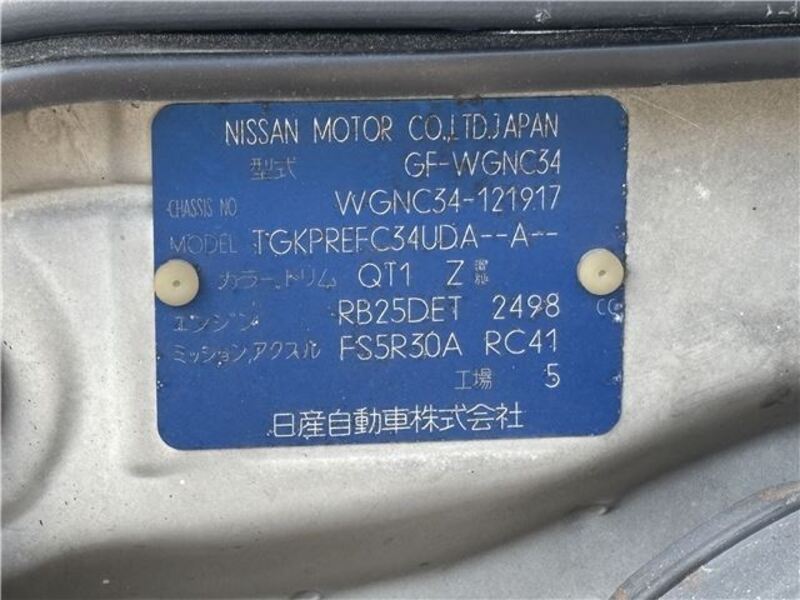 NISSAN MOTOR CO.,LTD.JAPAN
型式 GF-WGNC34
CHASSIS NO WGNC34-121917
MODEL TGKPREFC34UDA--A--
カラー,トリム QT1 Z
エンジン RB25DET 2498 CC
ミッション,アクスル FS5R30A RC41
工場 5
日産自動車株式会社